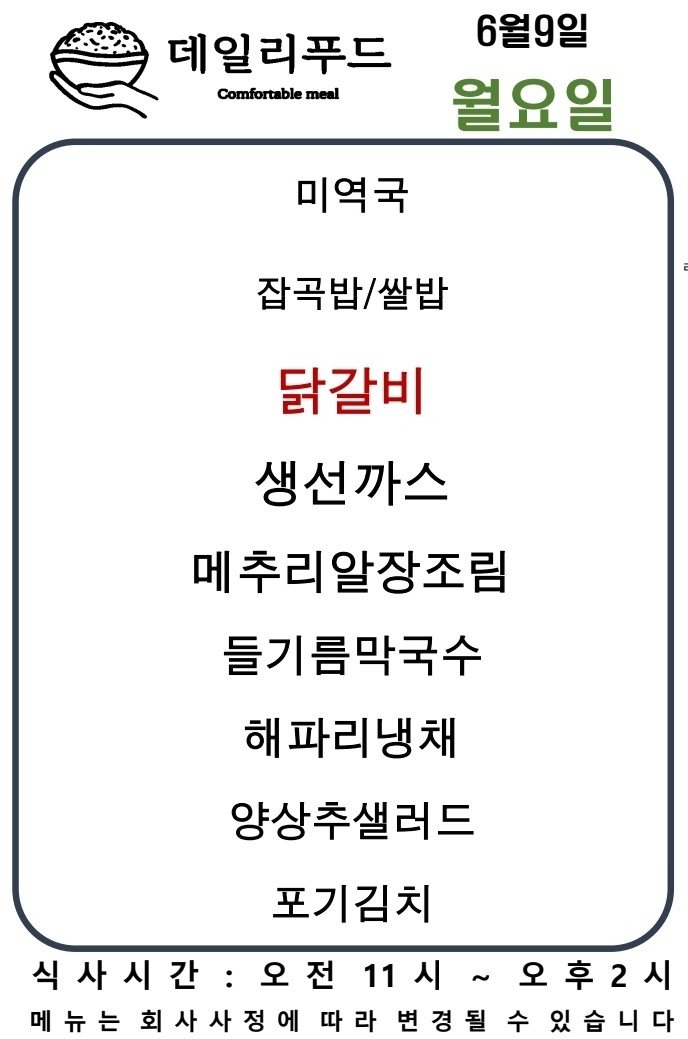 데일리푸드
Comfortable meal
6월9일
월요일
미역국
잡곡밥/쌀밥
닭갈비
생선까스
메추리알장조림
들기름막국수
해파리냉채
양상추샐러드
포기김치
식사시간 : 오전 11시 ~ 오후2시
메뉴는 회사사정에 따라 변경될 수 있습니다